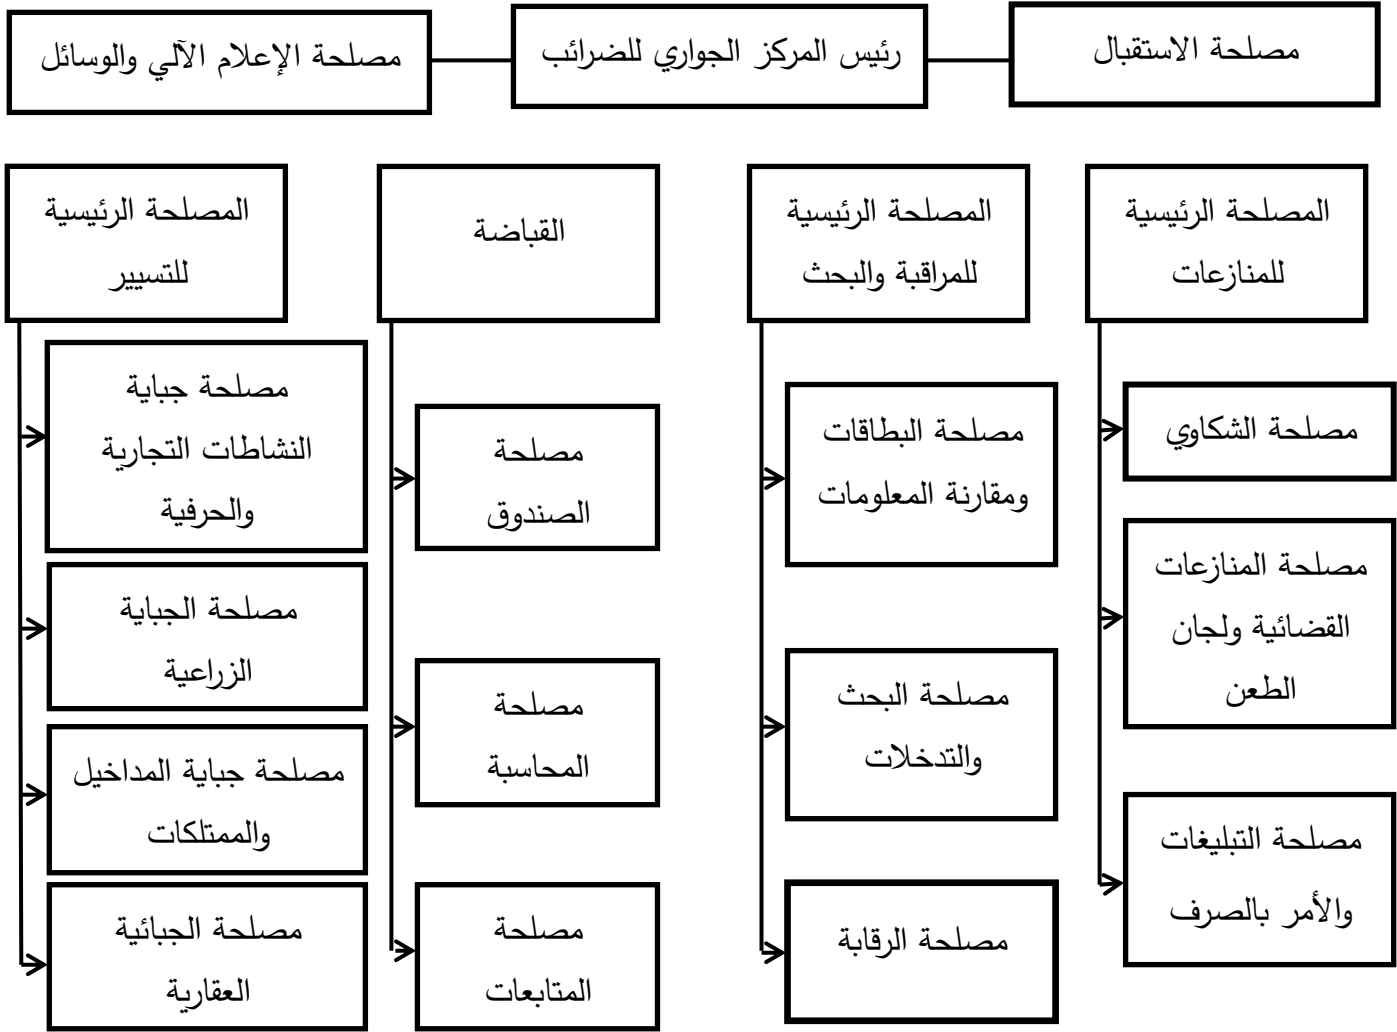 مصلحة الاستقبال
رئيس المركز الجواري للضرائب
مصلحة الإعلام الآلي والوسائل
المصلحة الرئيسية
للمنازعات
المصلحة الرئيسية
للمراقبة والبحث
القباضة
المصلحة الرئيسية
للتسيير
مصلحة الشكاوي
مصلحة المنازعات
القضائية ولجان
الطعن
مصلحة التبليغات
والأمر بالصرف
مصلحة البطاقات
ومقارنة المعلومات
مصلحة البحث
والتدخلات
مصلحة الرقابة
مصلحة
الصندوق
مصلحة
المحاسبة
مصلحة
المتابعات
مصلحة جباية
النشاطات التجارية
والحرفية
مصلحة الجباية
الزراعية
مصلحة جباية المداخيل
والممتلكات
مصلحة الجبائية
العقارية